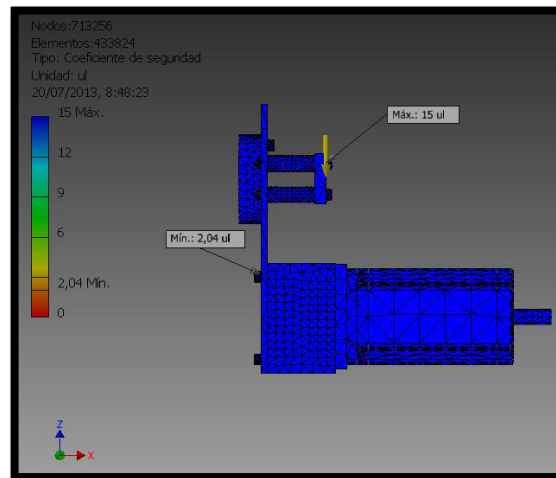 Nodos:713256
Elementos:433824
Tipo: Coeficiente de seguridad
Unidad: ul
20/07/2013, 8:48:23
15 Máx.
12
9
6
2,04 Mín.
0
Máx.: 15 ul
Mín.: 2,04 ul
Z
X